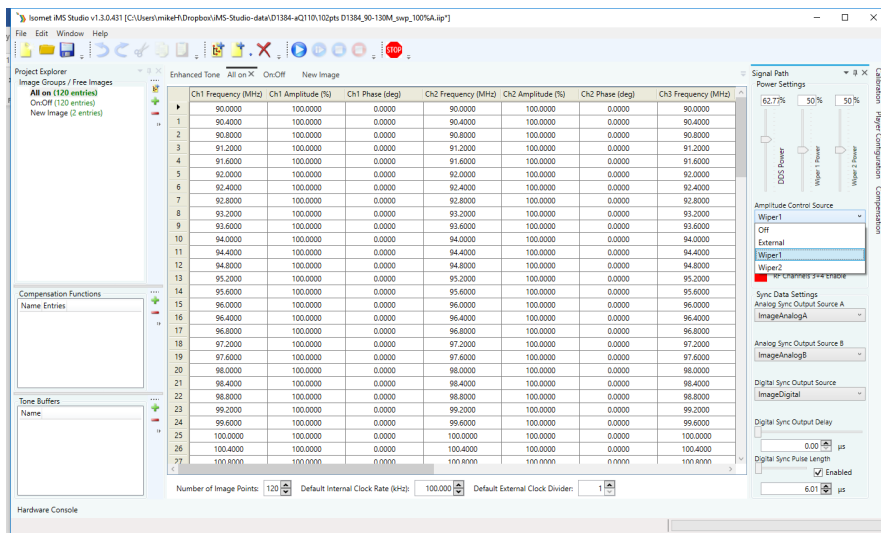 Isomet iMS Studio v1.3.0.431 [C:\Users\mikeH\Dropbox\iMS-Studio-data\D1384-aQ110\102pts D1384_90-130M_swp_100%A.iip*]
File Edit Window Help
STOP
Project Explorer
Image Groups / Free Images
All on (120 entries)
On:Off (120 entries)
New Image (2 entries)
Compensation Functions
Name Entries
Tone Buffers
Name
Enhanced Tone All on On:Off New Image
Ch1 Frequency (MHz) Ch1 Amplitude (%) Ch1 Phase (deg) Ch2 Frequency (MHz) Ch2 Amplitude (%) Ch2 Phase (deg) Ch3 Frequency (MHz)
90.0000 100.0000 0.0000 90.0000 100.0000 0.0000 90.0000
1 90.4000 100.0000 0.0000 90.4000 100.0000 0.0000 90.4000
2 90.8000 100.0000 0.0000 90.8000 100.0000 0.0000 90.8000
3 91.2000 100.0000 0.0000 91.2000 100.0000 0.0000 91.2000
4 91.6000 100.0000 0.0000 91.6000 100.0000 0.0000 91.6000
5 92.0000 100.0000 0.0000 92.0000 100.0000 0.0000 92.0000
6 92.4000 100.0000 0.0000 92.4000 100.0000 0.0000 92.4000
7 92.8000 100.0000 0.0000 92.8000 100.0000 0.0000 92.8000
8 93.2000 100.0000 0.0000 93.2000 100.0000 0.0000 93.2000
9 93.6000 100.0000 0.0000 93.6000 100.0000 0.0000 93.6000
10 94.0000 100.0000 0.0000 94.0000 100.0000 0.0000 94.0000
11 94.4000 100.0000 0.0000 94.4000 100.0000 0.0000 94.4000
12 94.8000 100.0000 0.0000 94.8000 100.0000 0.0000 94.8000
13 95.2000 100.0000 0.0000 95.2000 100.0000 0.0000 95.2000
14 95.6000 100.0000 0.0000 95.6000 100.0000 0.0000 95.6000
15 96.0000 100.0000 0.0000 96.0000 100.0000 0.0000 96.0000
16 96.4000 100.0000 0.0000 96.4000 100.0000 0.0000 96.4000
17 96.8000 100.0000 0.0000 96.8000 100.0000 0.0000 96.8000
18 97.2000 100.0000 0.0000 97.2000 100.0000 0.0000 97.2000
19 97.6000 100.0000 0.0000 97.6000 100.0000 0.0000 97.6000
20 98.0000 100.0000 0.0000 98.0000 100.0000 0.0000 98.0000
21 98.4000 100.0000 0.0000 98.4000 100.0000 0.0000 98.4000
22 98.8000 100.0000 0.0000 98.8000 100.0000 0.0000 98.8000
23 99.2000 100.0000 0.0000 99.2000 100.0000 0.0000 99.2000
24 99.6000 100.0000 0.0000 99.6000 100.0000 0.0000 99.6000
25 100.0000 100.0000 0.0000 100.0000 100.0000 0.0000 100.0000
26 100.4000 100.0000 0.0000 100.4000 100.0000 0.0000 100.4000
27 100.8000 100.0000 0.0000 100.8000 100.0000 0.0000 100.8000
Number of Image Points: 120 Default Internal Clock Rate (kHz): 100.000 Default External Clock Divider: 1
Signal Path
Power Settings
62.7% 50 % 50 %
DDS Power
Wiper 1 Power
Wiper 2 Power
Amplitude Control Source
Wiper1
Off
External
Wiper1
Wiper2
RF Channels 3+4 Enable
Sync Data Settings
Analog Sync Output Source A
ImageAnalogA
Analog Sync Output Source B
ImageAnalogB
Digital Sync Output Source
ImageDigital
Digital Sync Output Delay
0.00 µs
Digital Sync Pulse Length
Enabled
6.01 µs
Calibration
Player Configuration
Compensation
Hardware Console